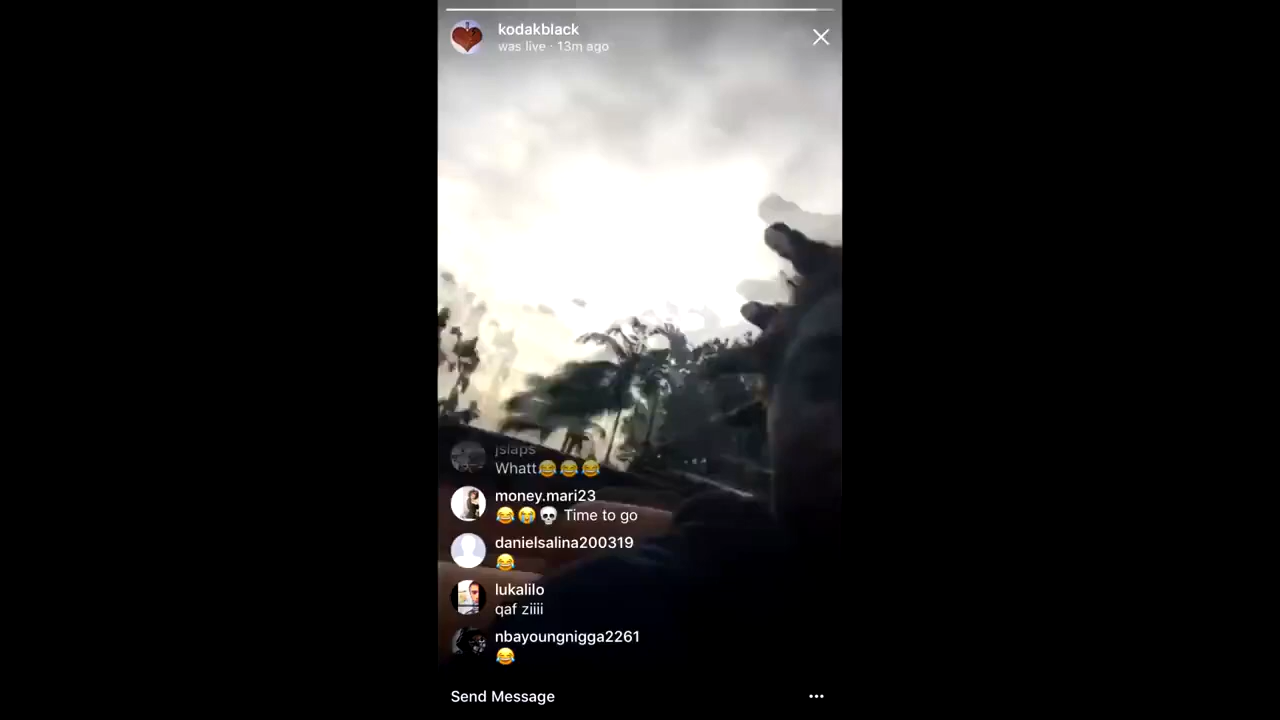 kodakblack
was live · 13m ago
jslaps
Whatt😂😂😂
money.mari23
😂😭💀 Time to go
danielsalina200319
😂
lukalilo
qaf ziiii
nbayoungnigga2261
😂
Send Message